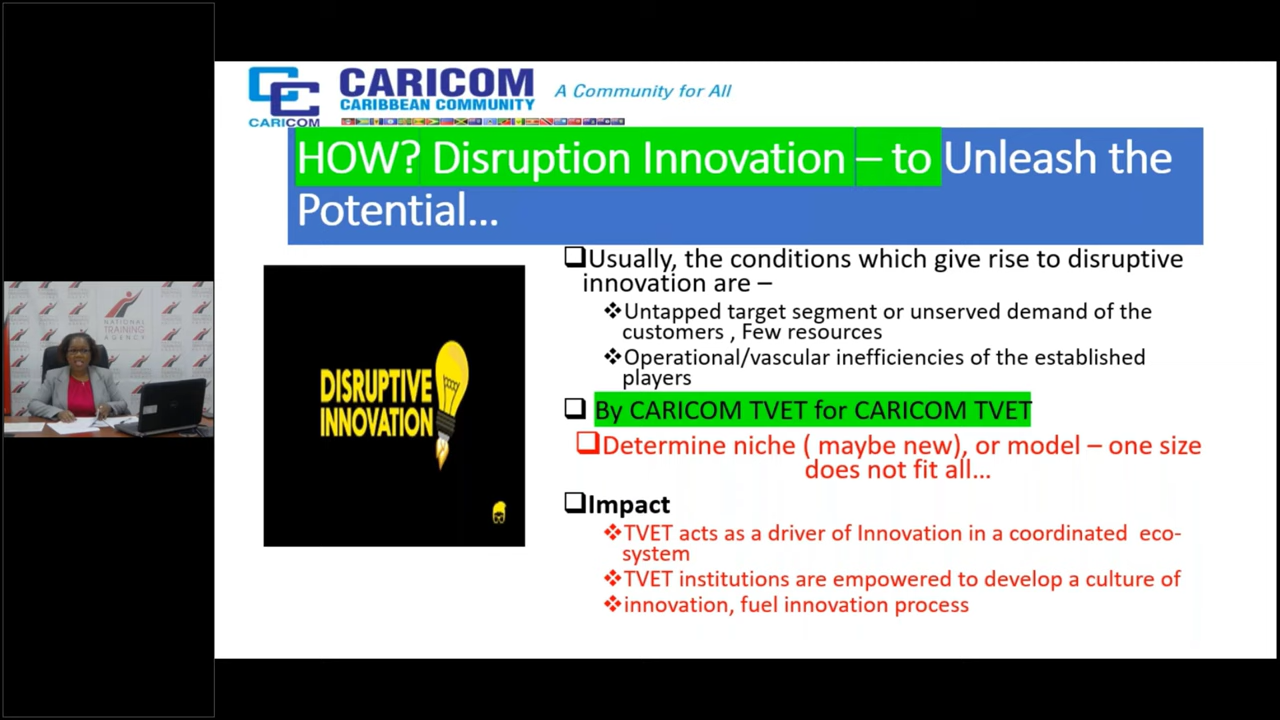 CARICOM
CARICOM
CARIBBEAN COMMUNITY
A Community for All
HOW? Disruption Innovation – to Unleash the
Potential...
NATIONAL
TRAINING
AGENCY
DISRUPTIVE
INNOVATION
❑Usually, the conditions which give rise to disruptive
innovation are –
❖Untapped target segment or unserved demand of the
customers , Few resources
❖Operational/vascular inefficiencies of the established
players
❑ By CARICOM TVET for CARICOM TVET
❑Determine niche ( maybe new), or model – one size
does not fit all...
❑Impact
❖TVET acts as a driver of Innovation in a coordinated eco-
system
❖TVET institutions are empowered to develop a culture of
❖innovation, fuel innovation process